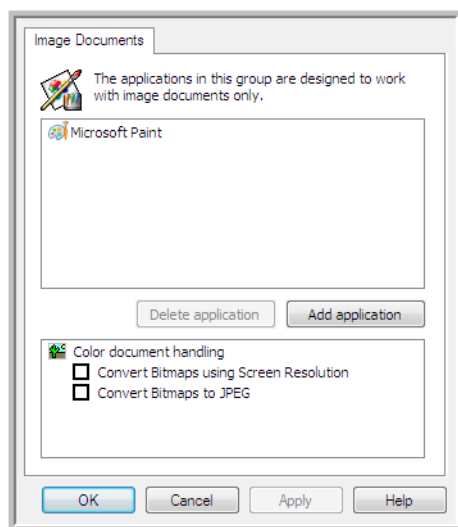 Image Documents
The applications in this group are designed to work
with image documents only.
Microsoft Paint
Delete application
Add application
Color document handling
Convert Bitmaps using Screen Resolution
Convert Bitmaps to JPEG
OK
Cancel
Apply
Help